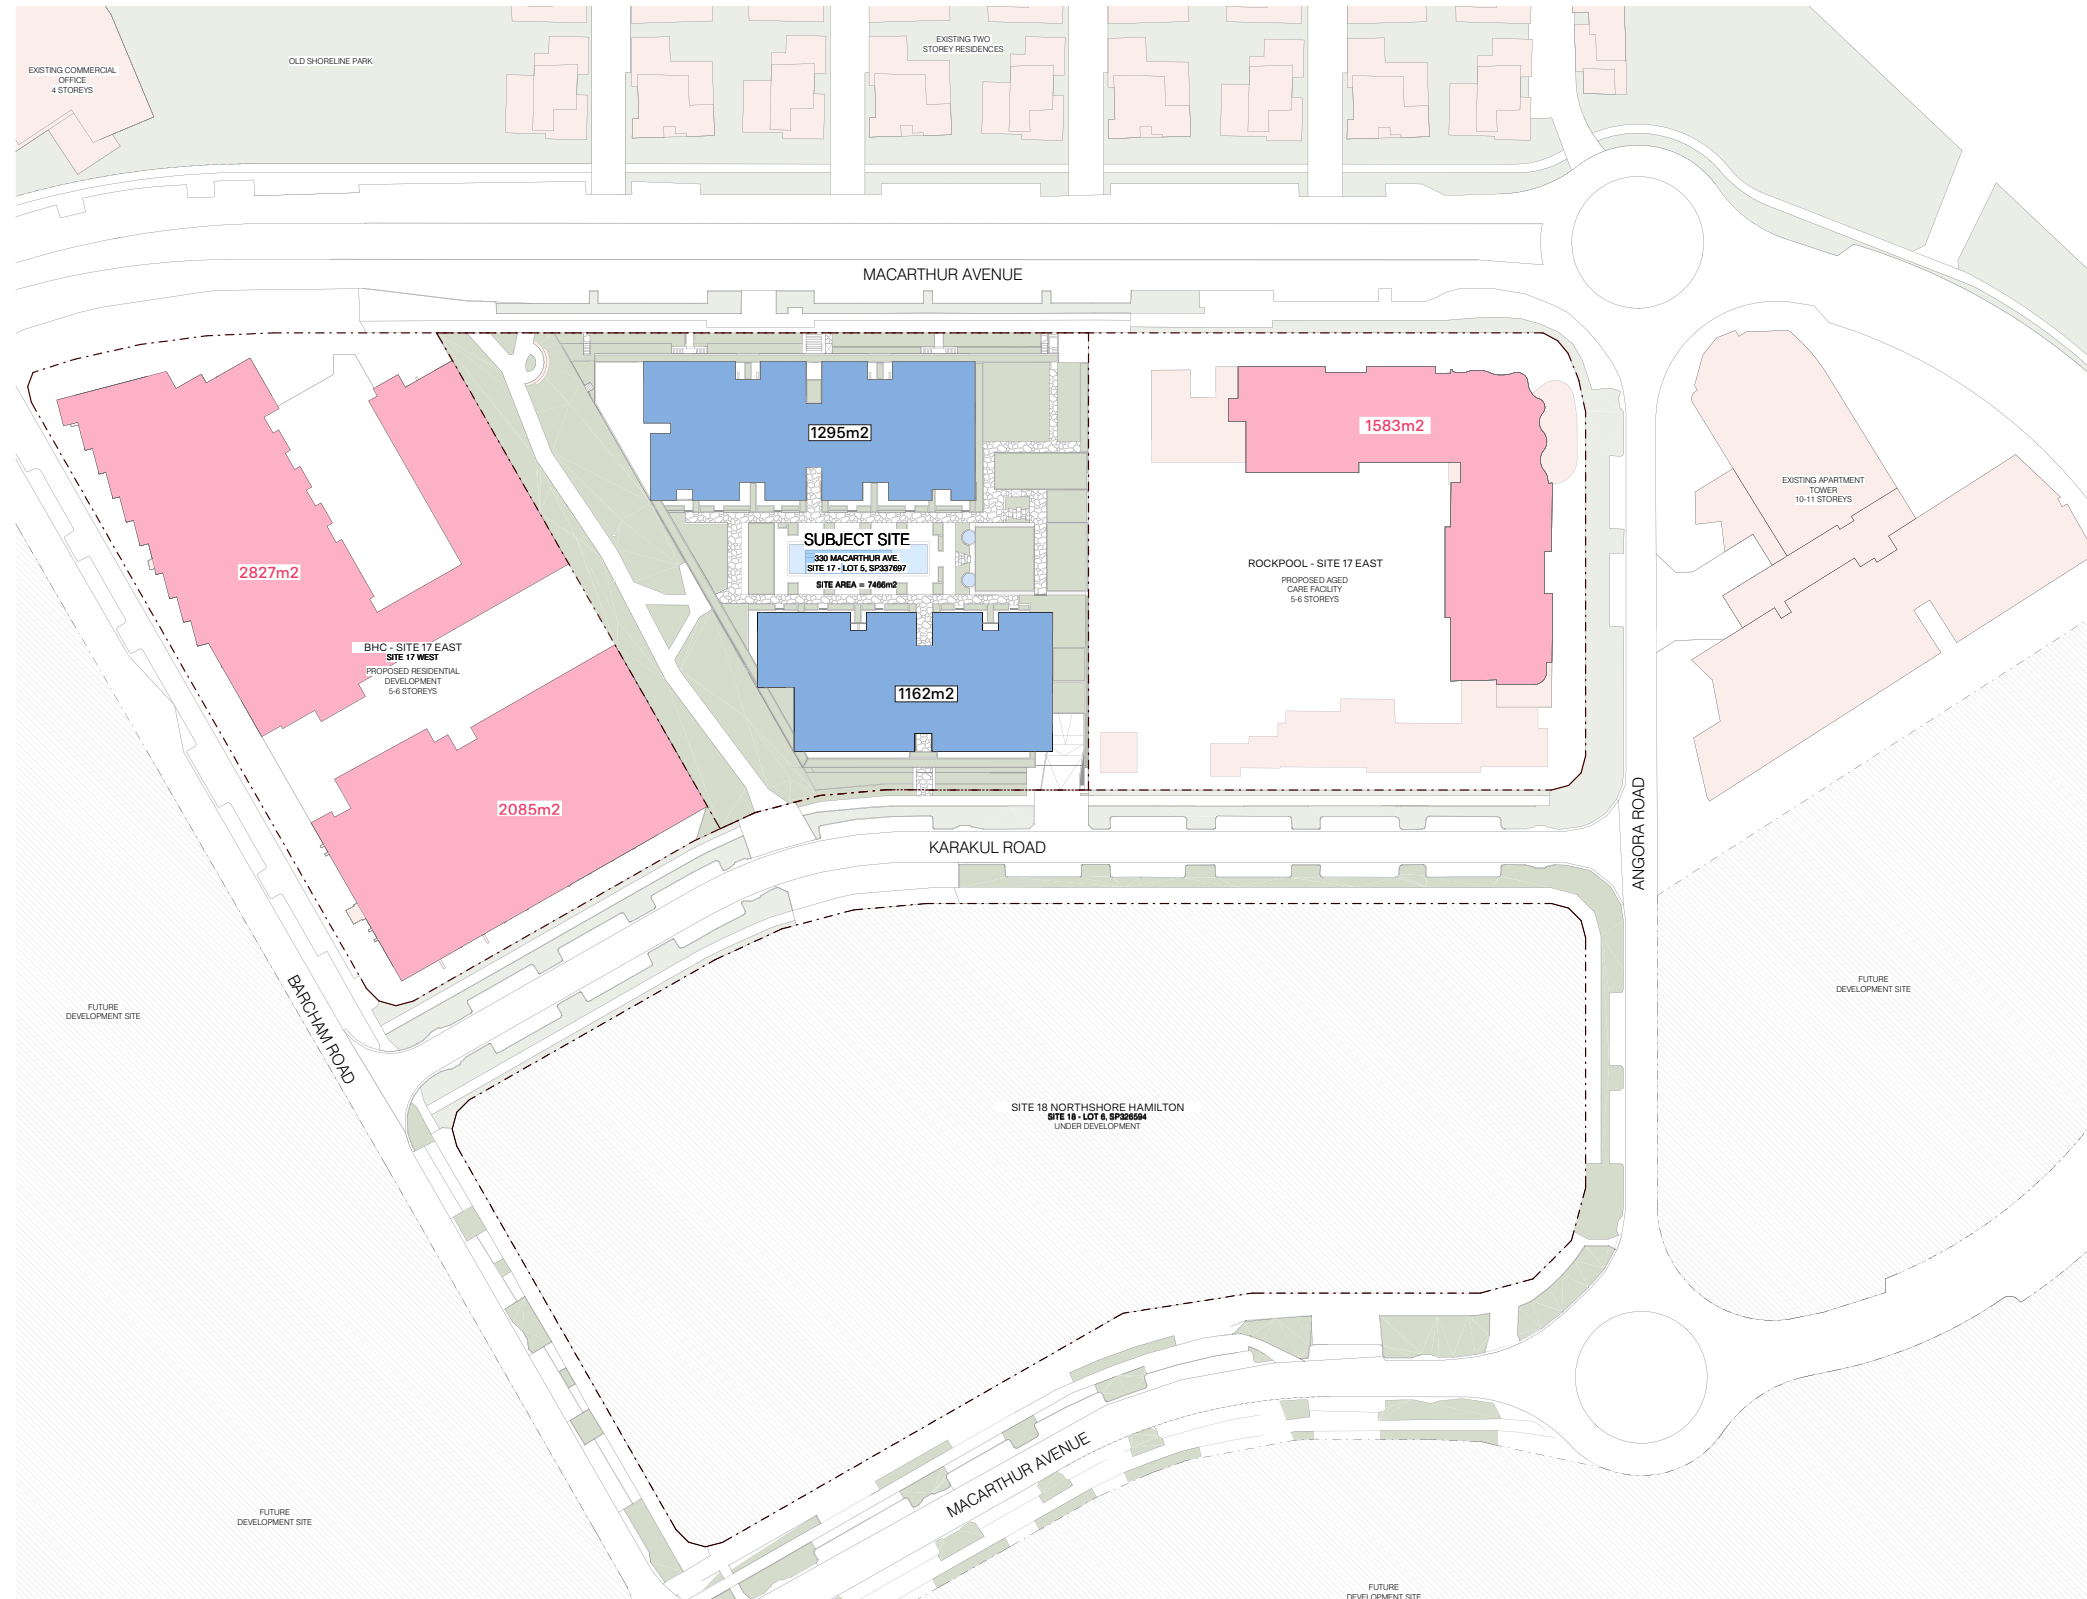 EXISTING COMMERCIAL
OFFICE
4 STOREYS
OLD SHORELINE PARK
EXISTING TWO
STOREY RESIDENCES
MACARTHUR AVENUE
1295m2
1583m2
EXISTING APARTMENT
TOWER
10-11 STOREYS
SUBJECT SITE
330 MACARTHUR AVE
SITE 17 - LOT 5, SP337697
SITE AREA = 7466m2
2827m2
ROCKPOOL - SITE 17 EAST
PROPOSED AGED
CARE FACILITY
5-6 STOREYS
BHC - SITE 17 EAST
SITE 17 WEST
PROPOSED RESIDENTIAL
DEVELOPMENT
5-6 STOREYS
1162m2
2085m2
KARAKUL ROAD
ANGORA ROAD
BARCHAM ROAD
FUTURE
DEVELOPMENT SITE
FUTURE
DEVELOPMENT SITE
SITE 18 NORTHSHORE HAMILTON
SITE 18 - LOT 6, SP326594
UNDER DEVELOPMENT
MACARTHUR AVENUE
FUTURE
DEVELOPMENT SITE
FUTURE
DEVELOPMENT SITE